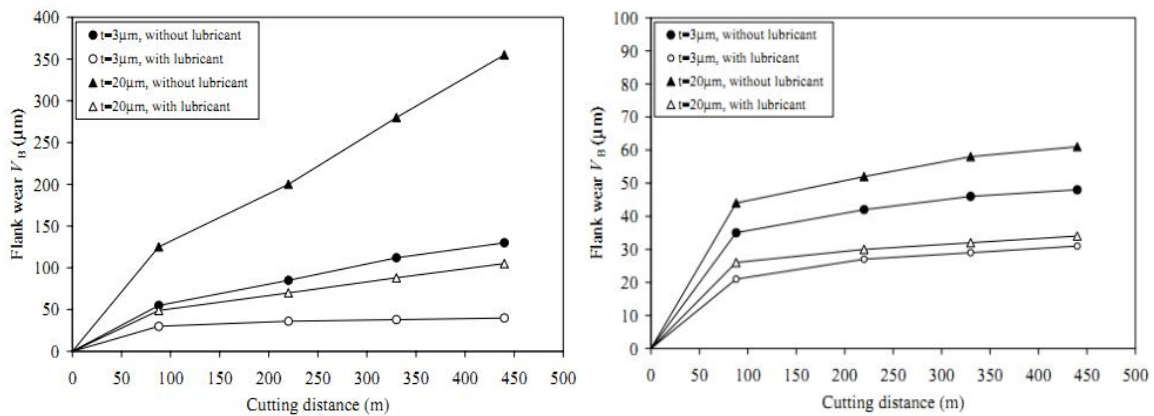 400
350
300
250
200
150
100
50
0
Flank wear V_B (µm)
t=3µm, without lubricant
t=3µm, with lubricant
t=20µm, without lubricant
t=20µm, with lubricant
0 50 100 150 200 250 300 350 400 450 500
Cutting distance (m)
100
90
80
70
60
50
40
30
20
10
0
Flank wear V_B (µm)
t=3µm, without lubricant
t=3µm, with lubricant
t=20µm, without lubricant
t=20µm, with lubricant
0 50 100 150 200 250 300 350 400 450 500
Cutting distance (m)